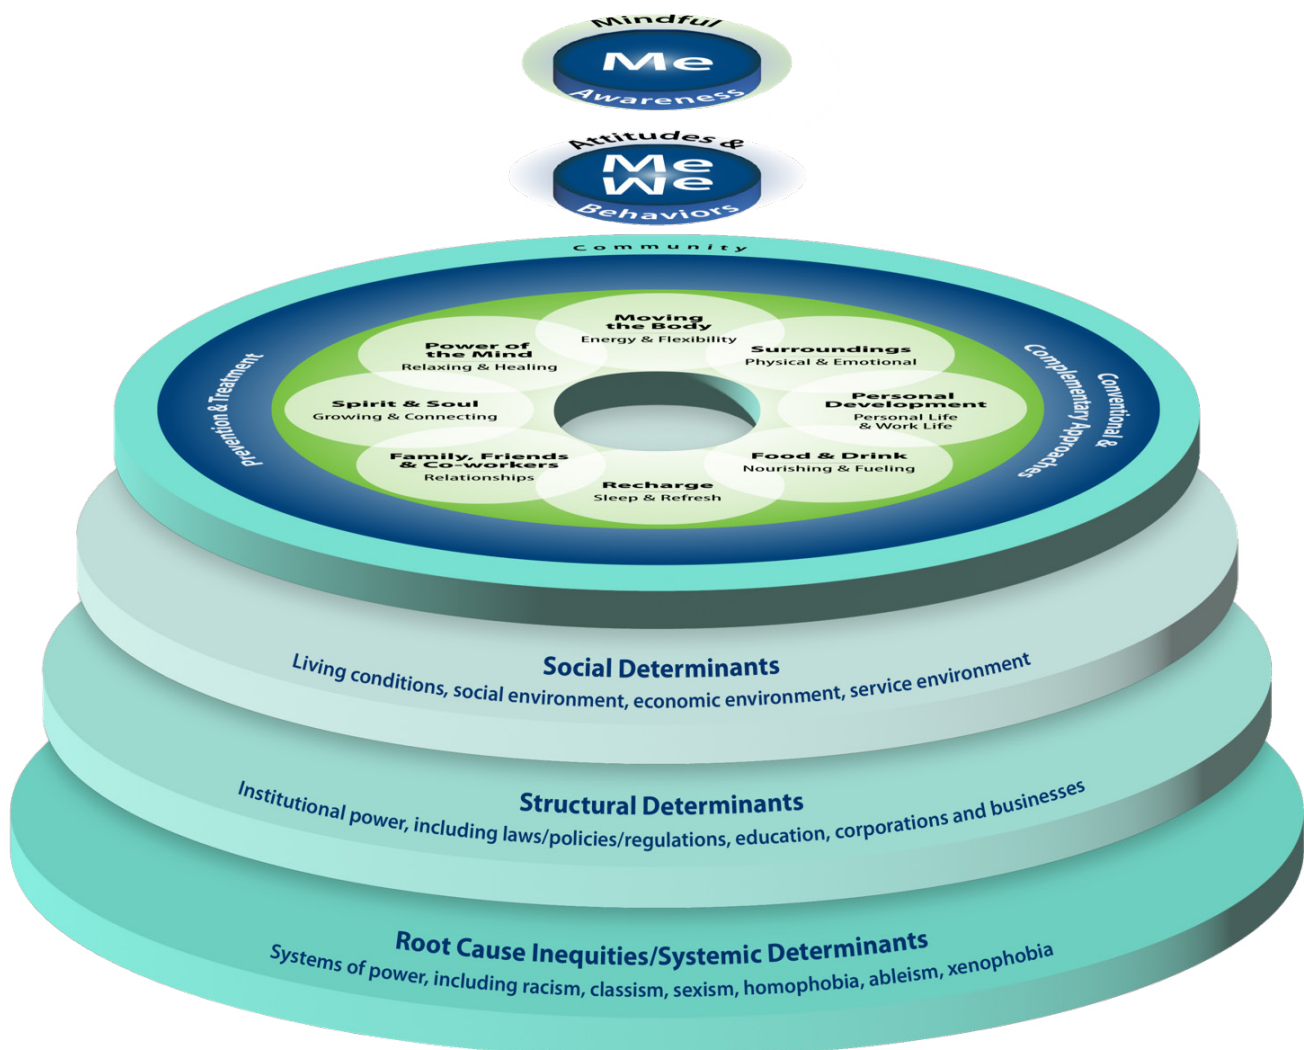 Mindful
Me
Awareness
Attitudes &
Me
We
Behaviors
Community
Prevention & Treatment
Conventional &
Complementary Approaches
Moving
the Body
Energy & Flexibility
Surroundings
Physical & Emotional
Personal
Development
Personal Life
& Work Life
Food & Drink
Nourishing & Fueling
Recharge
Sleep & Refresh
Family, Friends
& Co-workers
Relationships
Spirit & Soul
Growing & Connecting
Power of
the Mind
Relaxing & Healing
Social Determinants
Living conditions, social environment, economic environment, service environment
Structural Determinants
Institutional power, including laws/policies/regulations, education, corporations and businesses
Root Cause Inequities/Systemic Determinants
Systems of power, including racism, classism, sexism, homophobia, ableism, xenophobia